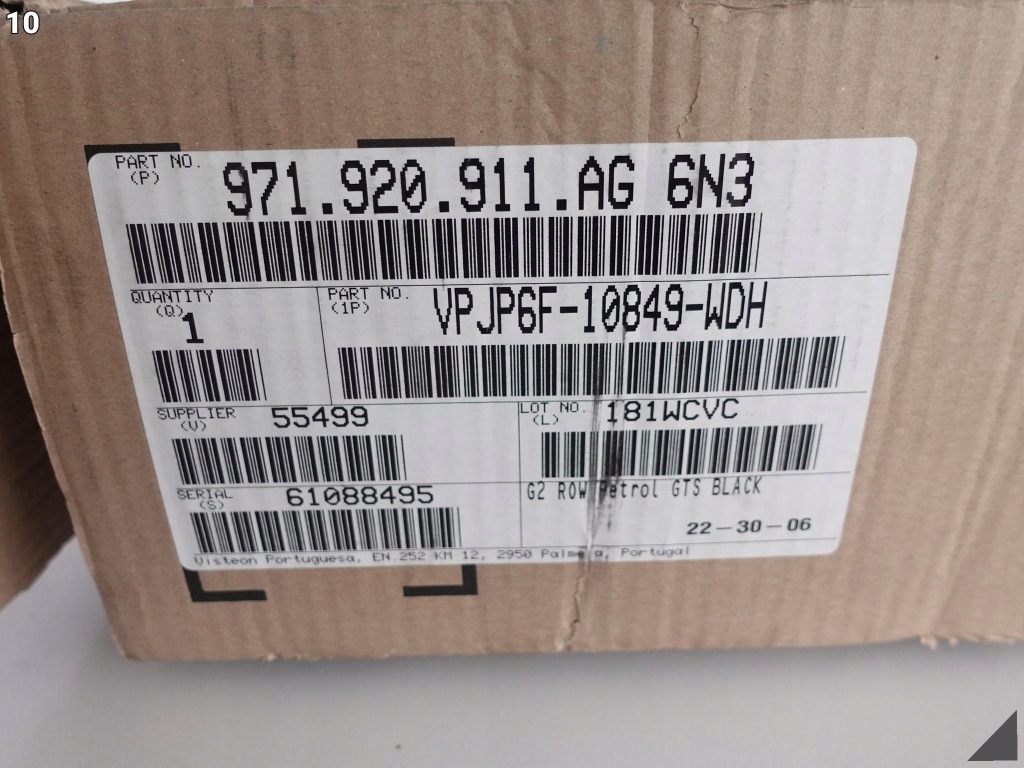 10
PART NO.
(P)
971.920.911.AG 6N3
QUANTITY
(Q)
1
PART NO.
(1P)
VPJP6F-10849-WDH
SUPPLIER
(V)
55499
LOT NO.
(L)
181WCVC
SERIAL
(S)
61088495
G2 ROW Petrol GTS BLACK
22-30-06
Visteon Portuguesa, EN.252 KM 12, 2950 Palmela, Portugal